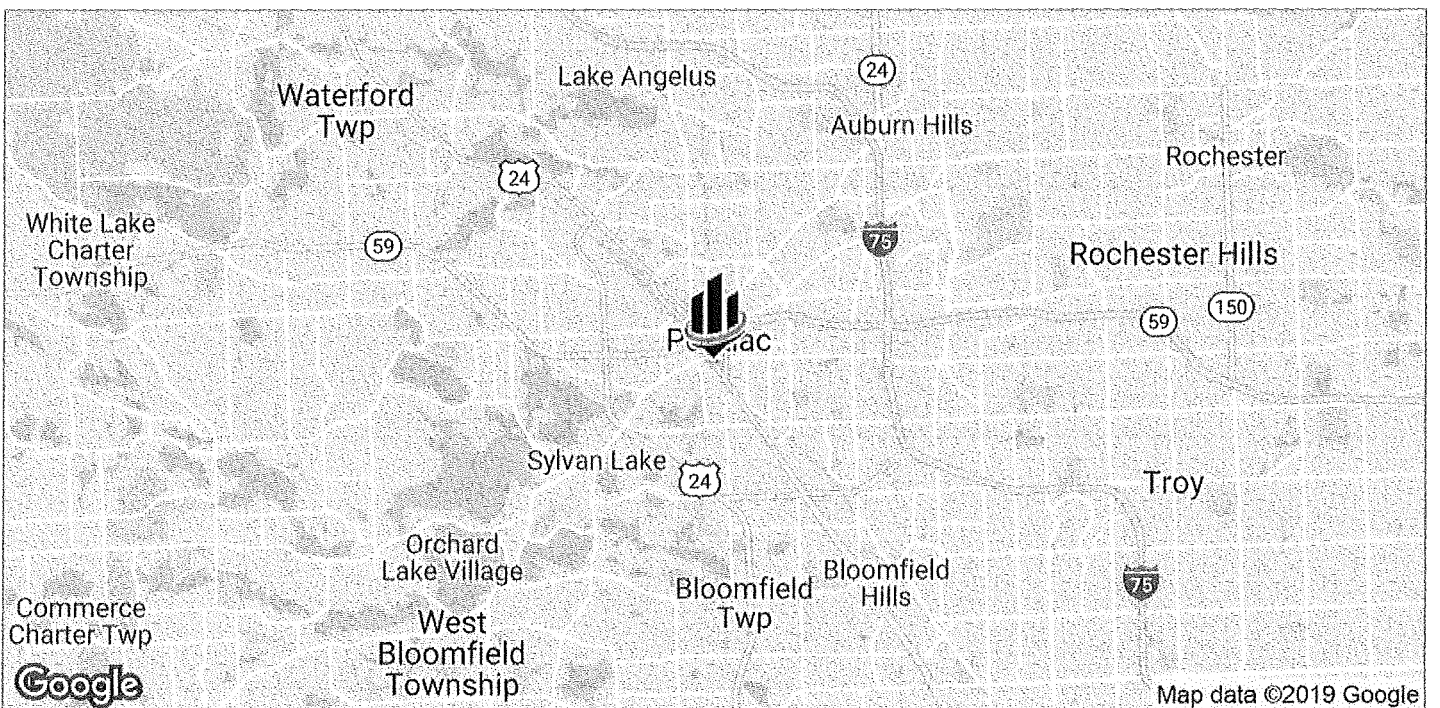 Lake Angelus
24
Waterford
Twp
Auburn Hills
Rochester
24
White Lake
Charter
Township
59
75
Rochester Hills
150
59
Sylvan Lake
24
Troy
Orchard
Lake Village
Bloomfield
Hills
75
Bloomfield
Twp
Commerce
Charter Twp
West
Bloomfield
Township
Google
Map data ©2019 Google